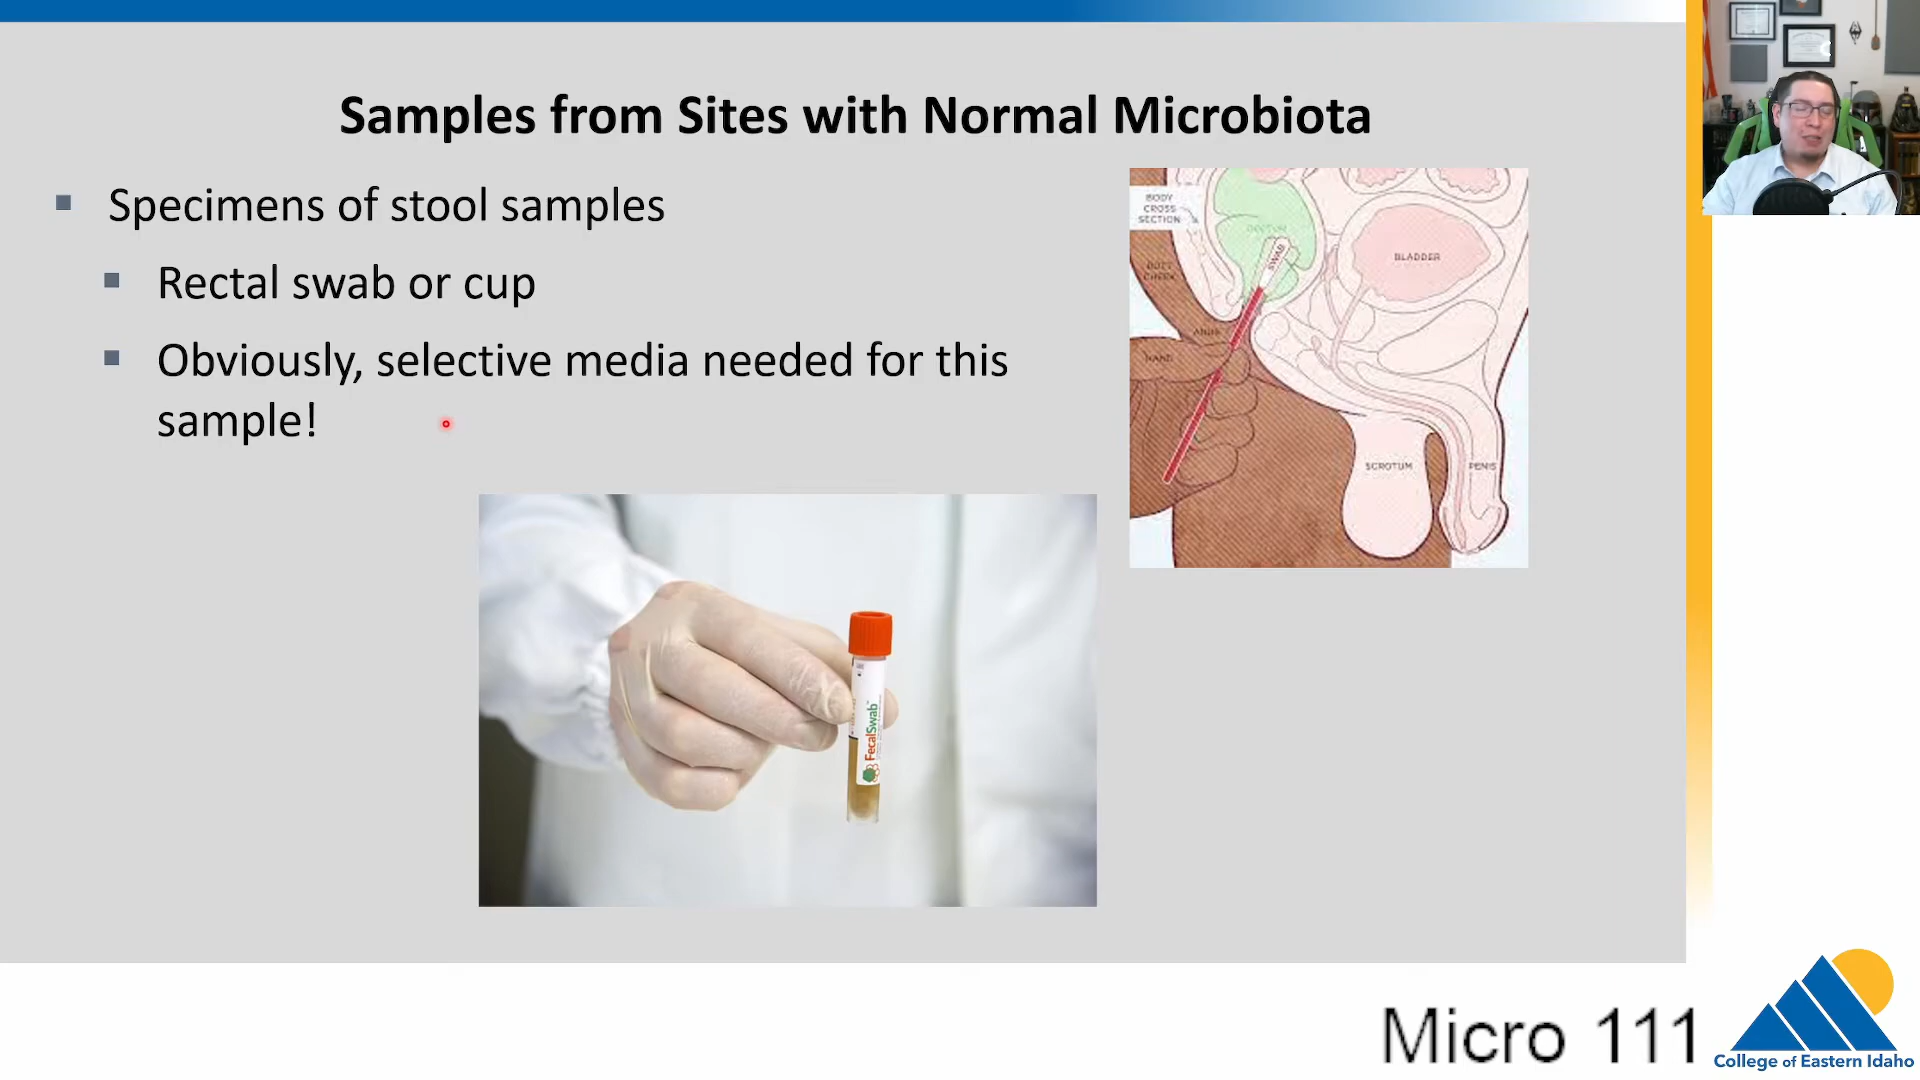 Samples from Sites with Normal Microbiota
Specimens of stool samples
Rectal swab or cup
Obviously, selective media needed for this
sample!
BODY
CROSS
SECTION
RECTUM
SWAB
BLADDER
BUTT
CHEEK
ANUS
HAND
SCROTUM
PENIS
FecalSwab
Micro 111
College of Eastern Idaho